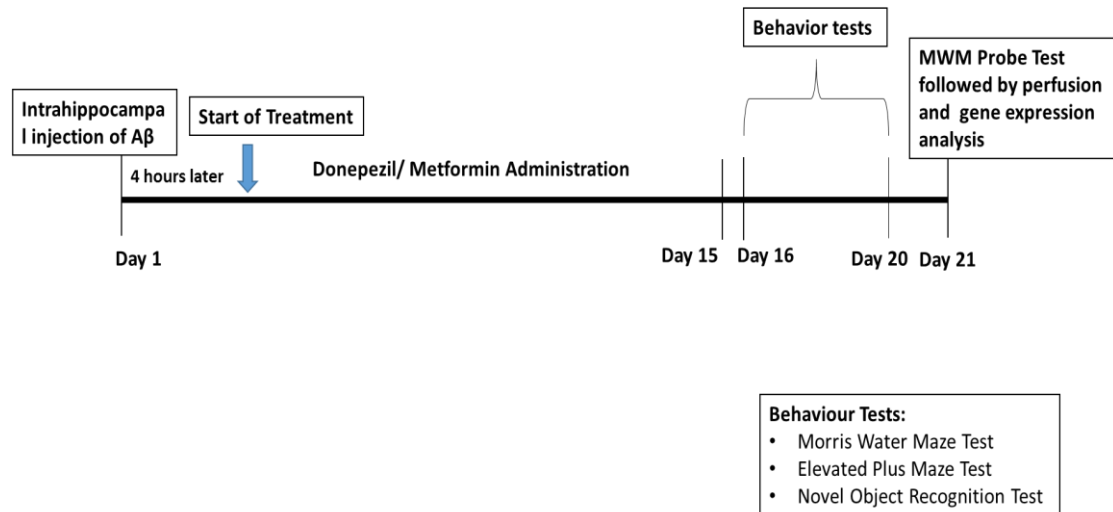 Behavior tests
MWM Probe Test
followed by perfusion
and gene expression
analysis
Intrahippocampa
l injection of Aβ
Start of Treatment
4 hours later
Donepezil/ Metformin Administration
Day 1
Day 15
Day 16
Day 20
Day 21
Behaviour Tests:
• Morris Water Maze Test
• Elevated Plus Maze Test
• Novel Object Recognition Test